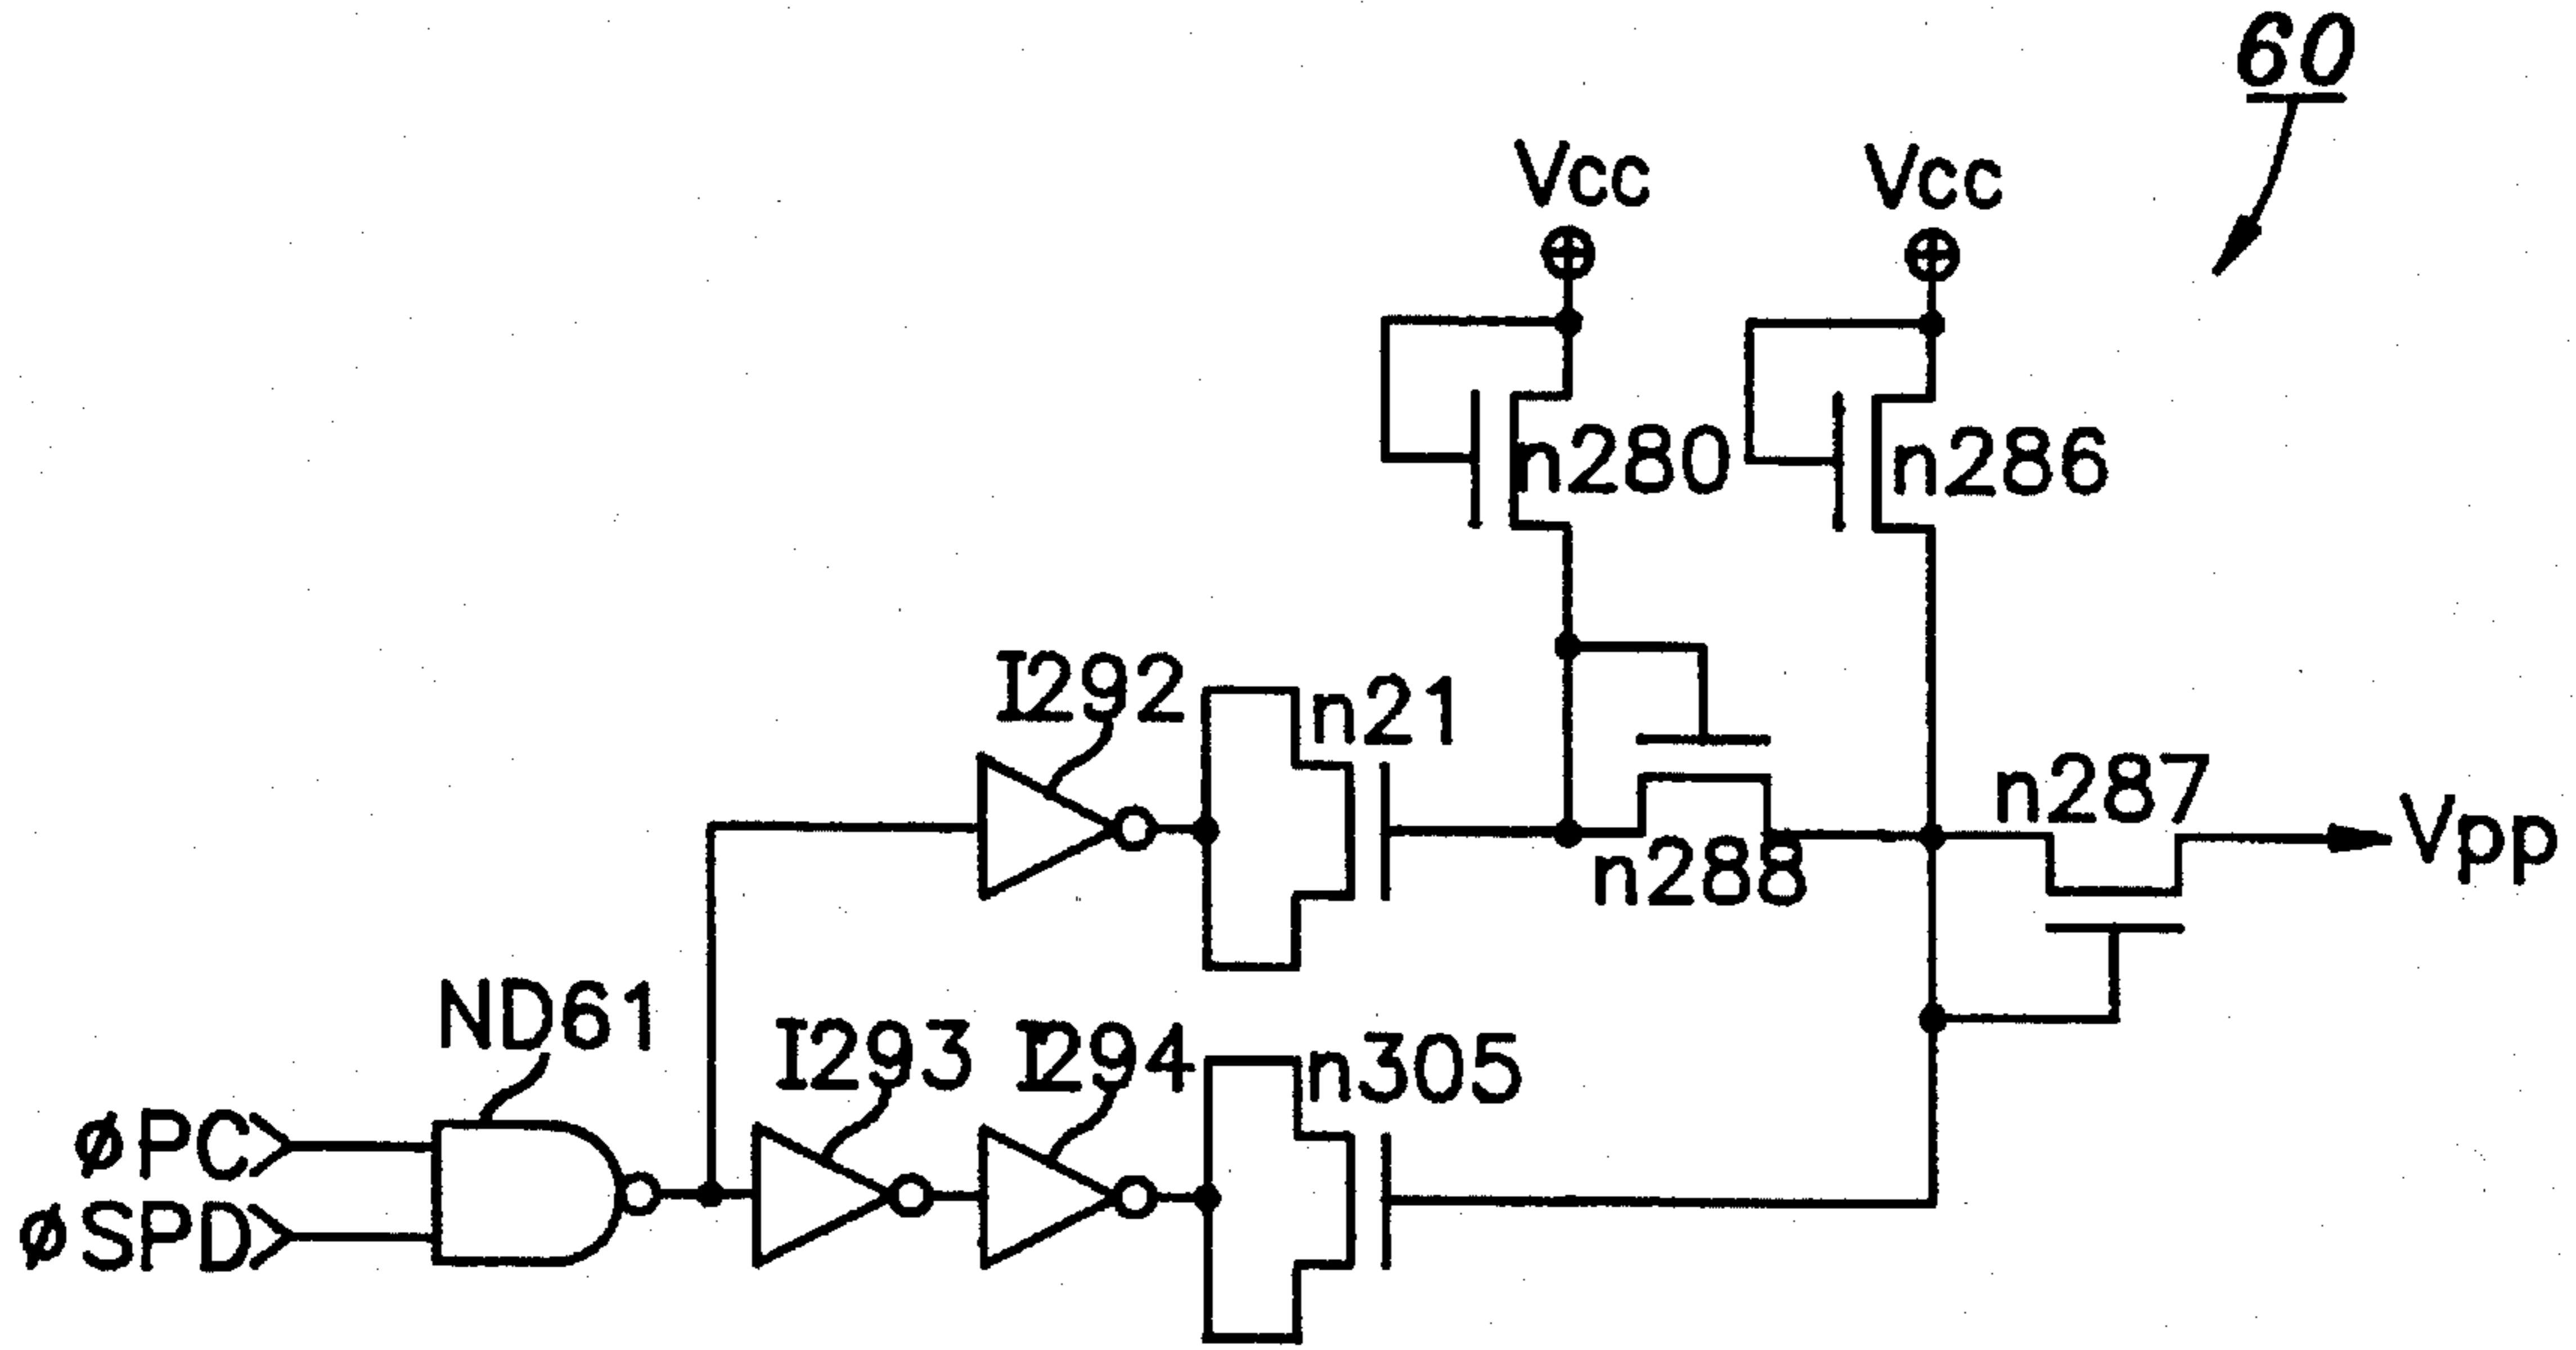 60
Vcc
Vcc
n280
n286
I292
n21
n287
Vpp
n288
ND61
I293
I294
n305
øPC
øSPD